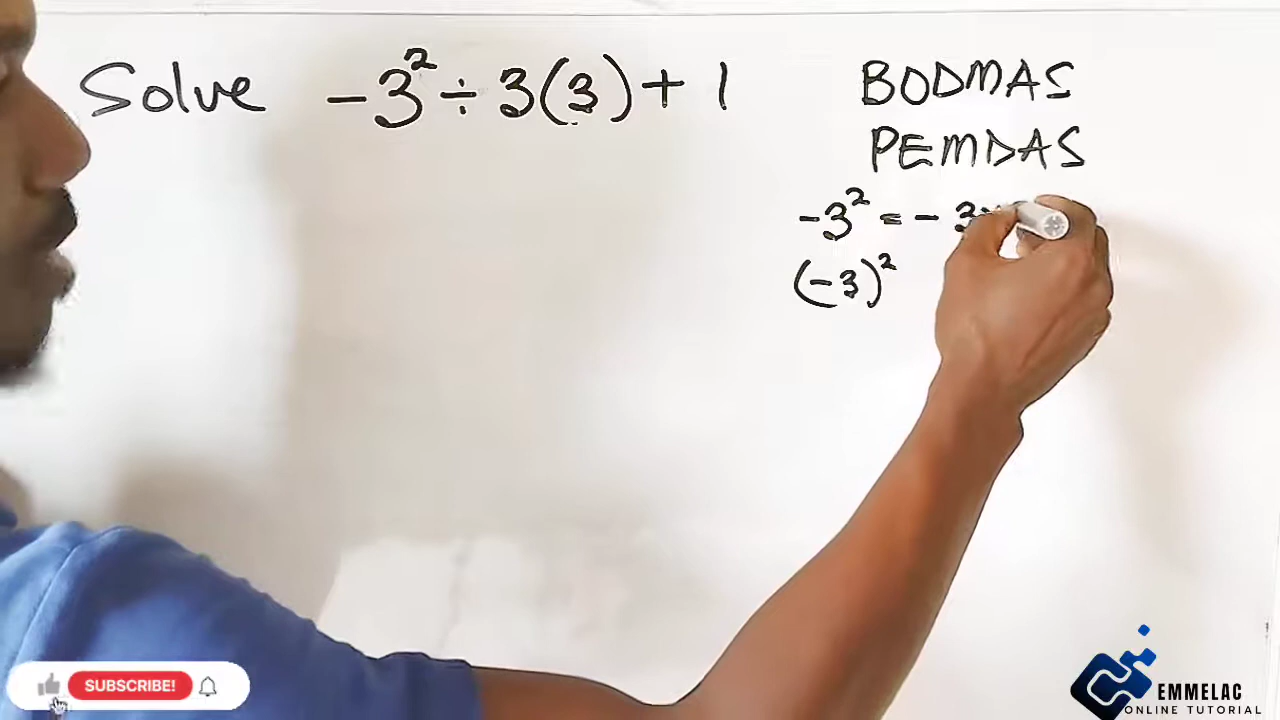 Solve -3² ÷ 3(3) + 1
BODMAS
PEMDAS
-3² = - 3×
(-3)²
SUBSCRIBE!
EMMELAC
ONLINE TUTORIAL